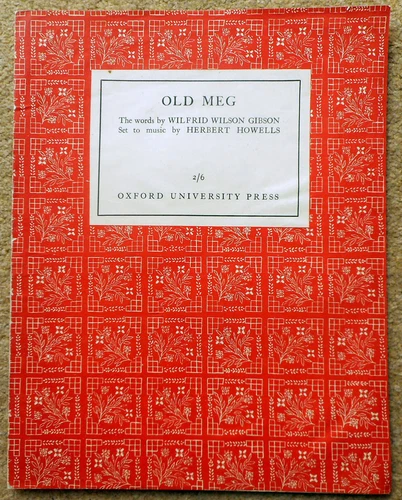 OLD MEG
The words by WILFRID WILSON GIBSON
Set to music by HERBERT HOWELLS
2/6
OXFORD UNIVERSITY PRESS